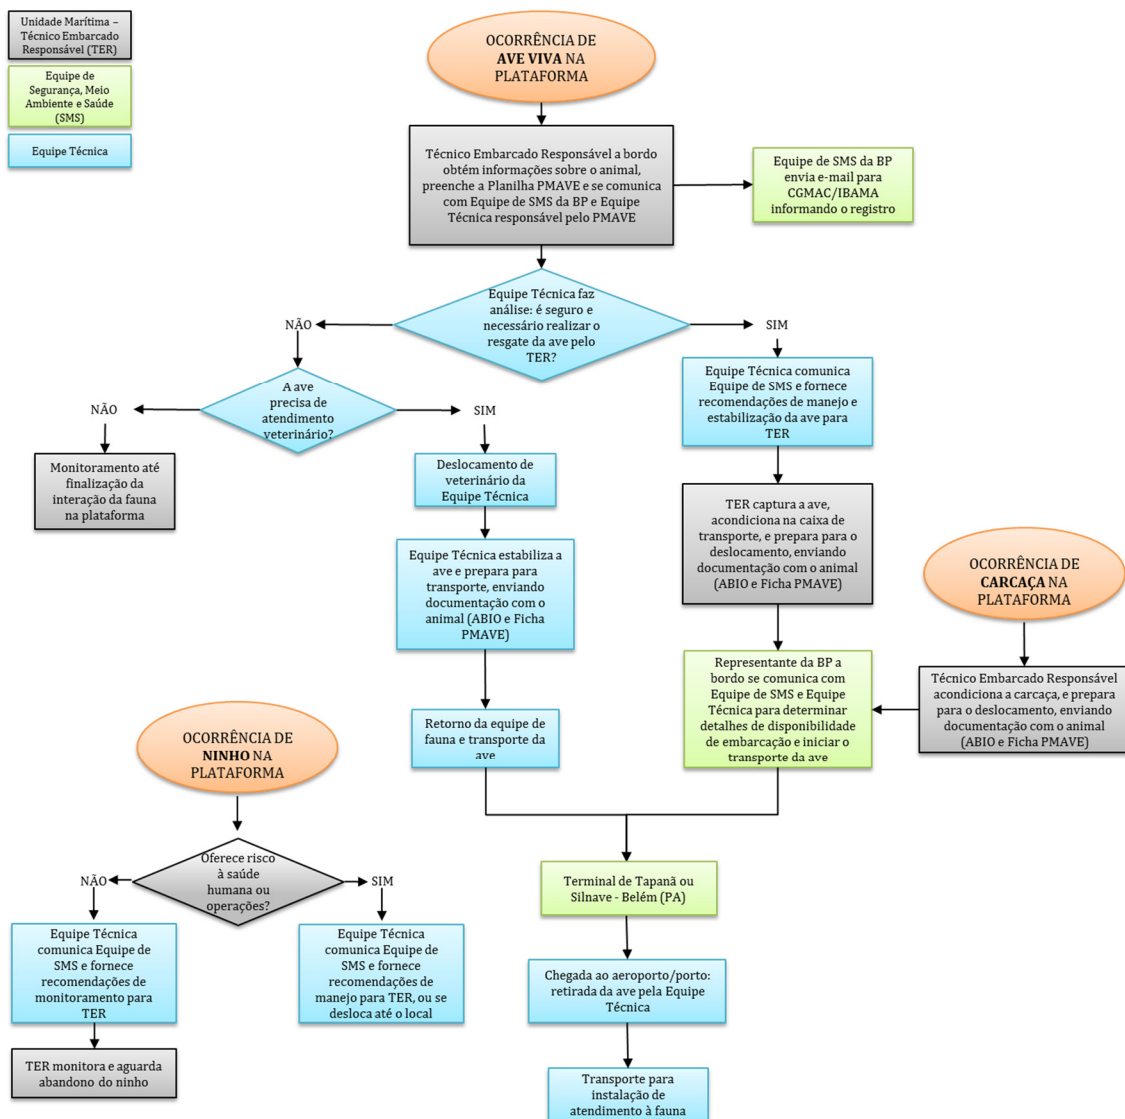 Unidade Marítima –
Técnico Embarcado
Responsável (TER)
Equipe de
Segurança, Meio
Ambiente e Saúde
(SMS)
Equipe Técnica
OCORRÊNCIA DE
AVE VIVA NA
PLATAFORMA
Técnico Embarcado Responsável a bordo
obtém informações sobre o animal,
preenche a Planilha PMAVE e se comunica
com Equipe de SMS da BP e Equipe
Técnica responsável pelo PMAVE
Equipe de SMS da BP
envia e-mail para
CGMAC/IBAMA
informando o registro
Equipe Técnica faz
análise: é seguro e
necessário realizar o
resgate da ave pelo
TER?
NÃO
SIM
A ave
precisa de
atendimento
veterinário?
NÃO
SIM
Equipe Técnica comunica
Equipe de SMS e fornece
recomendações de manejo e
estabilização da ave para
TER
Monitoramento até
finalização da
interação da fauna
na plataforma
Deslocamento de
veterinário da
Equipe Técnica
TER captura a ave,
acondiciona na caixa de
transporte, e prepara para o
deslocamento, enviando
documentação com o animal
(ABIO e Ficha PMAVE)
Equipe Técnica estabiliza a
ave e prepara para
transporte, enviando
documentação com o
animal (ABIO e Ficha
PMAVE)
OCORRÊNCIA DE
CARCAÇA NA
PLATAFORMA
Representante da BP a
bordo se comunica com
Equipe de SMS e Equipe
Técnica para determinar
detalhes de disponibilidade
de embarcação e iniciar o
transporte da ave
Técnico Embarcado Responsável
acondiciona a carcaça, e prepara
para o deslocamento, enviando
documentação com o animal
(ABIO e Ficha PMAVE)
Retorno da equipe de
fauna e transporte da
ave
OCORRÊNCIA DE
NINHO NA
PLATAFORMA
Oferece risco
à saúde
humana ou
operações?
NÃO
SIM
Equipe Técnica
comunica Equipe de
SMS e fornece
recomendações de
monitoramento para
TER
Equipe Técnica
comunica Equipe de
SMS e fornece
recomendações de
manejo para TER, ou se
desloca até o local
TER monitora e aguarda
abandono do ninho
Terminal de Tapanã ou
Silnave - Belém (PA)
Chegada ao aeroporto/porto:
retirada da ave pela Equipe
Técnica
Transporte para
instalação de
atendimento à fauna